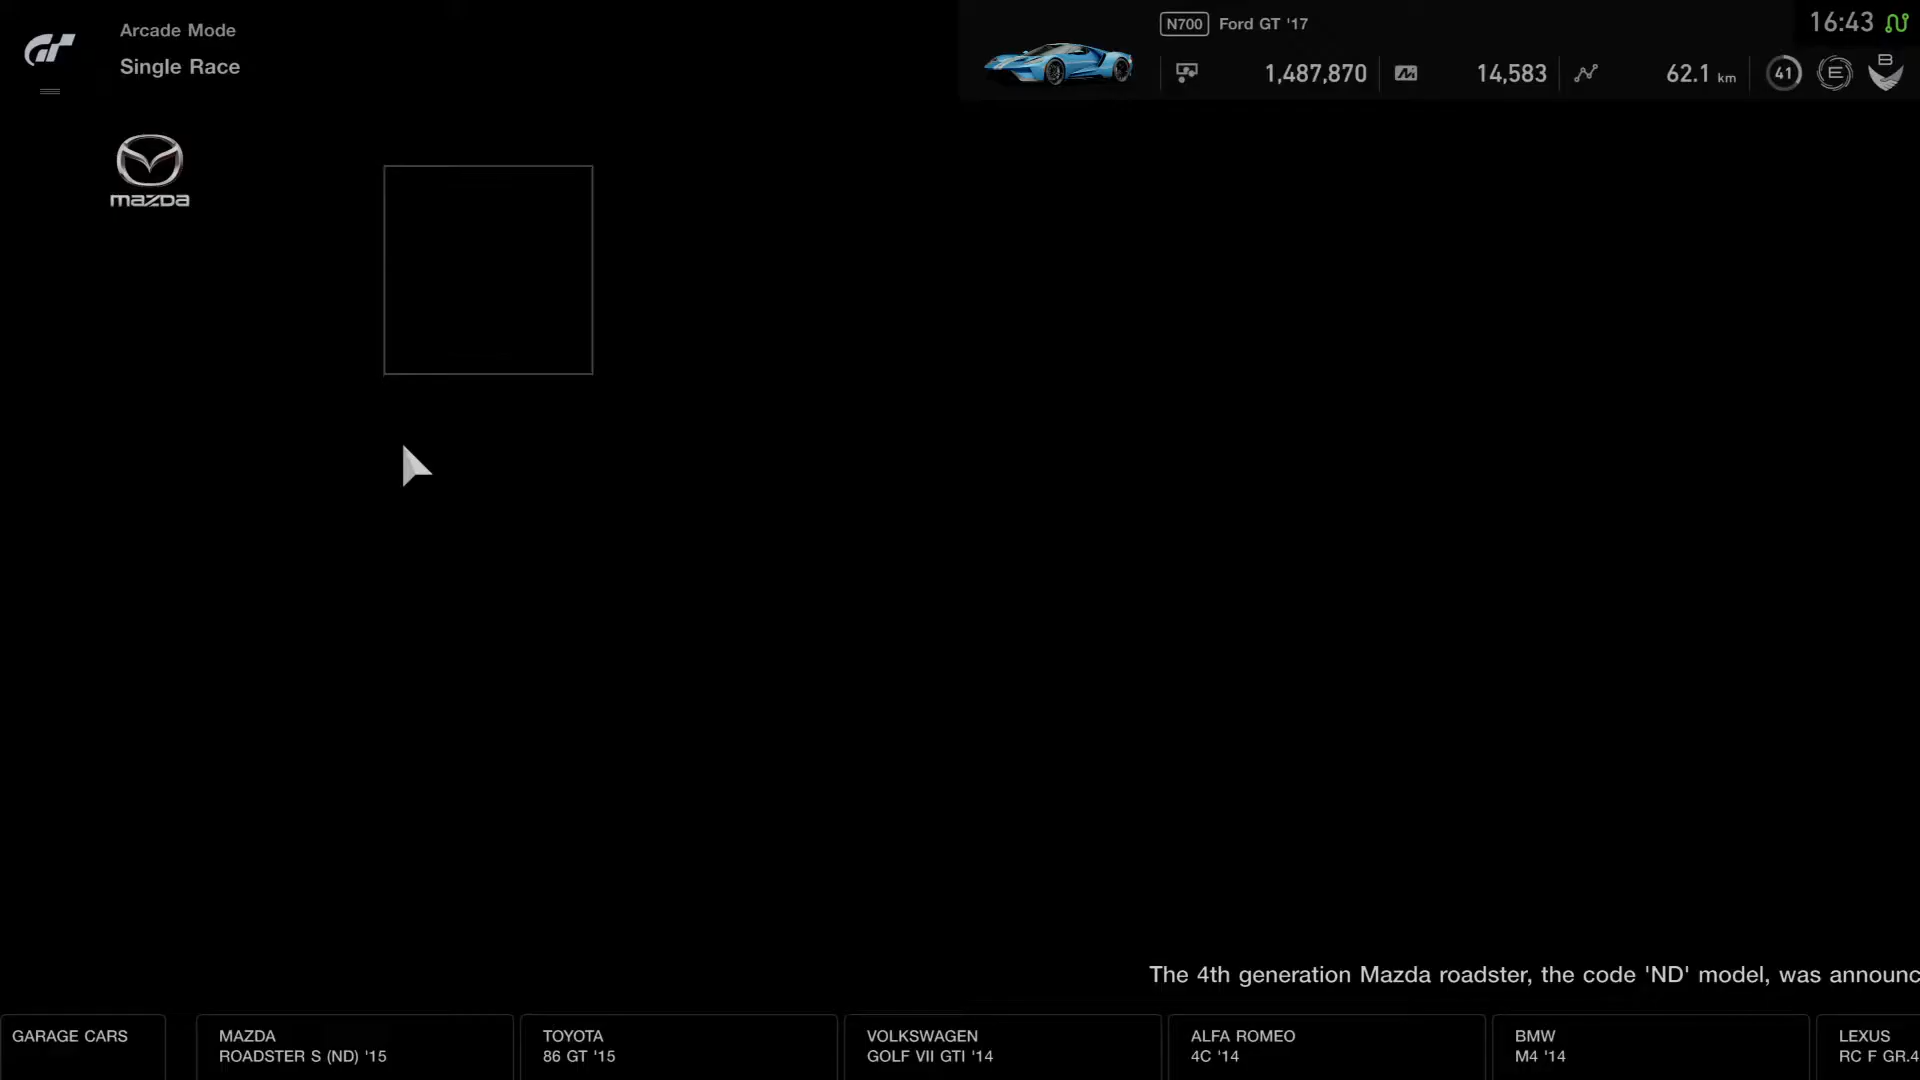 Arcade Mode
Single Race
N700 Ford GT '17
16:43
1,487,870
14,583
62.1 km
41
E
B
mazda
The 4th generation Mazda roadster, the code 'ND' model, was announc
GARAGE CARS
MAZDA
ROADSTER S (ND) '15
TOYOTA
86 GT '15
VOLKSWAGEN
GOLF VII GTI '14
ALFA ROMEO
4C '14
BMW
M4 '14
LEXUS
RC F GR.4